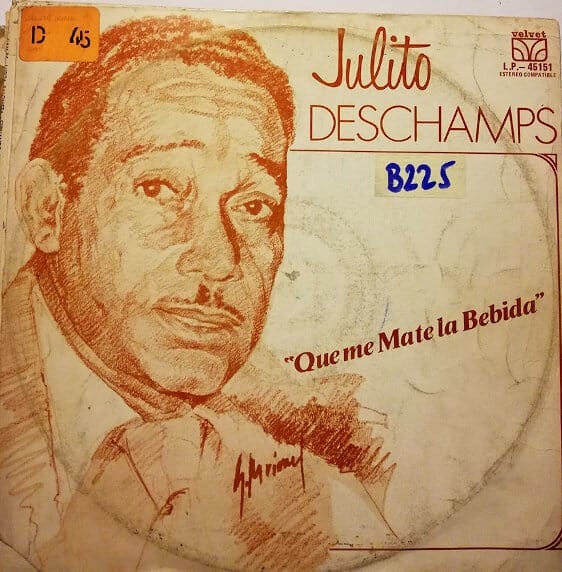 D 45
Julito
DESCHAMPS
velvet
L.P.- 45151
ESTEREO COMPATIBLE
B225
"Que me Mate la Bebida"